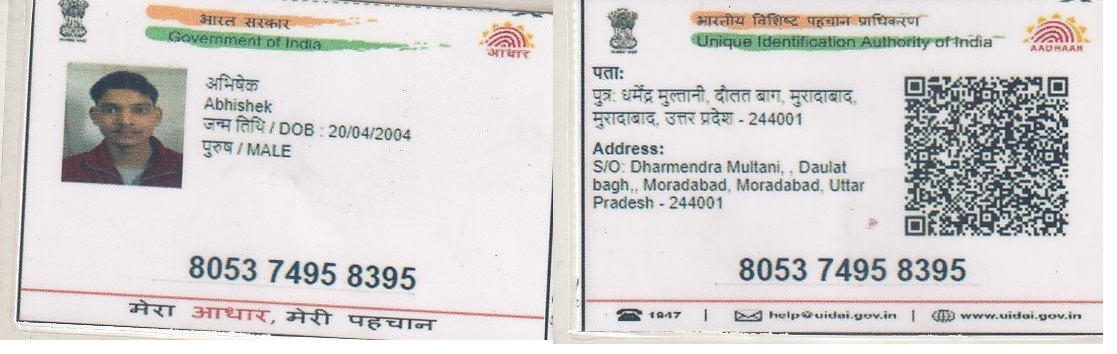 भारत सरकार
Government of India
आधार
अभिषेक
Abhishek
जन्म तिथि / DOB : 20/04/2004
पुरुष / MALE
8053 7495 8395
मेरा आधार, मेरी पहचान
भारतीय विशिष्ट पहचान प्राधिकरण
Unique Identification Authority of India
AADHAAR
पता:
पुत्र: धर्मेंद्र मुल्तानी, दौलत बाग, मुरादाबाद,
मुरादाबाद, उत्तर प्रदेश - 244001
Address:
S/O: Dharmendra Multani, , Daulat
bagh,, Moradabad, Moradabad, Uttar
Pradesh - 244001
8053 7495 8395
1947 | help@uidai.gov.in | www.uidai.gov.in